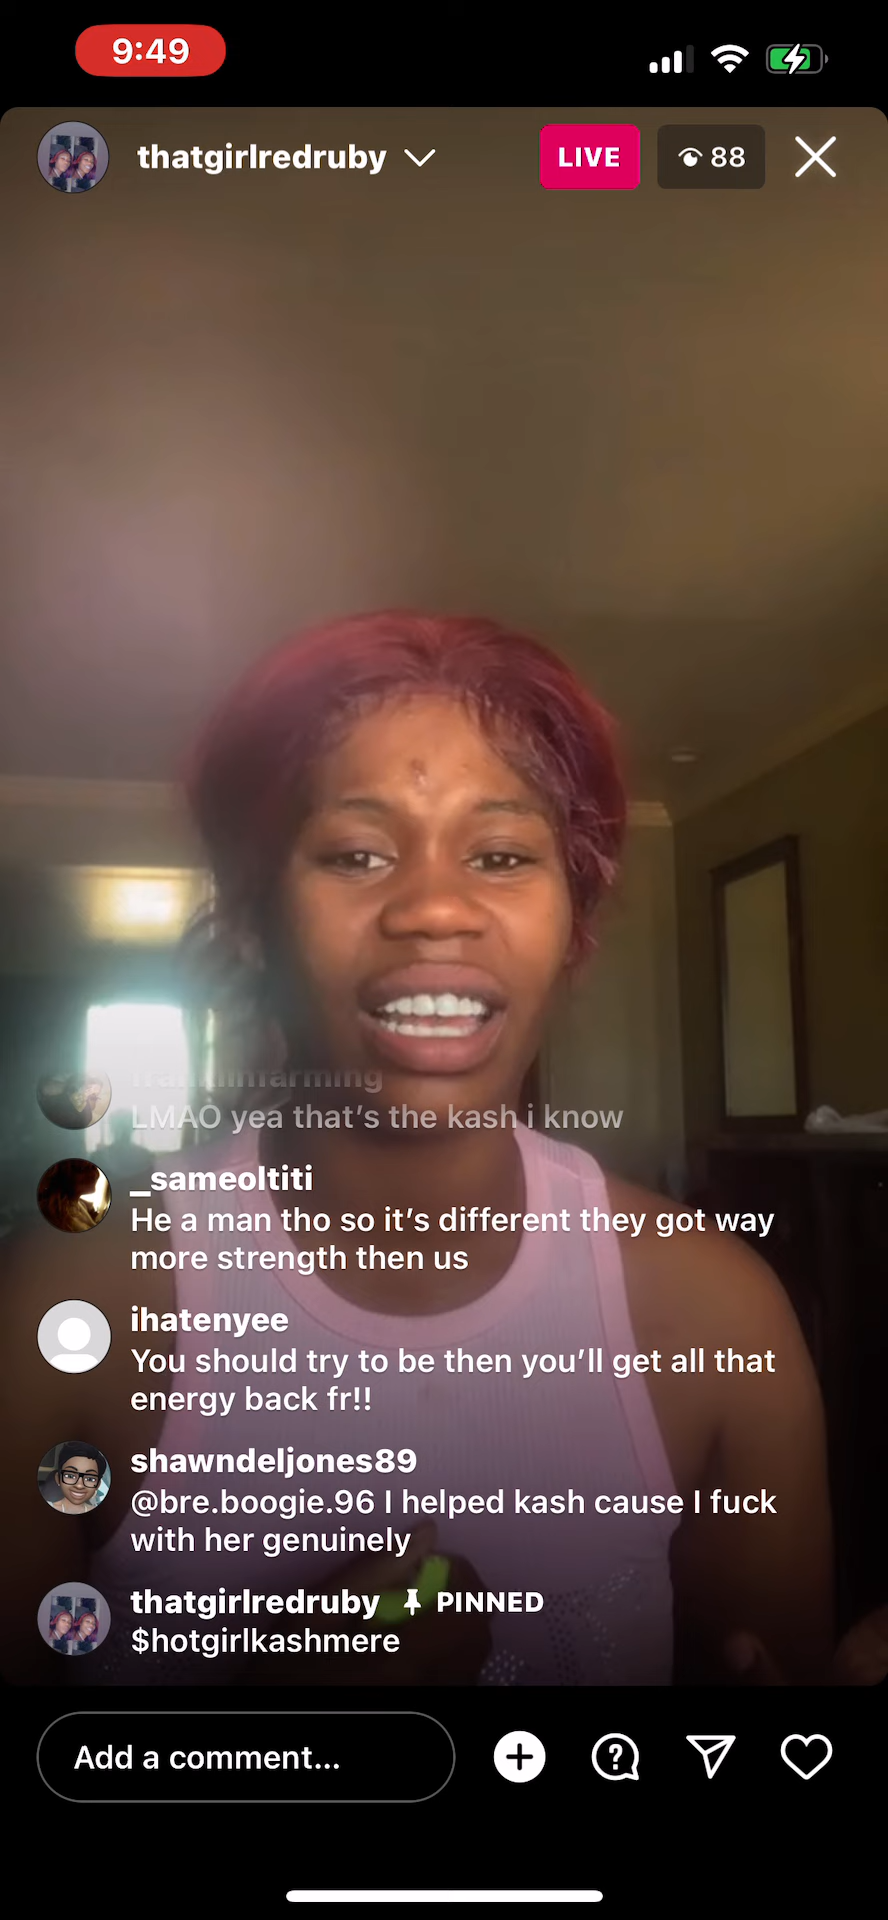 9:49
thatgirlredruby
LIVE
88
franklinfarming
LMAO yea that's the kash i know
_sameoltiti
He a man tho so it's different they got way
more strength then us
ihatenyee
You should try to be then you'll get all that
energy back fr!!
shawndeljones89
@bre.boogie.96 I helped kash cause I fuck
with her genuinely
thatgirlredruby PINNED
$hotgirlkashmere
Add a comment...